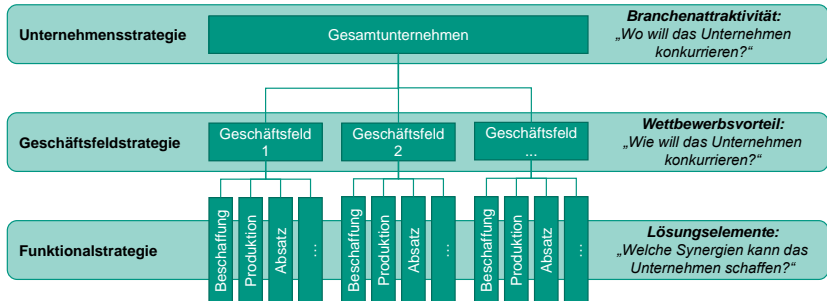 Unternehmensstrategie
Gesamtunternehmen
Branchenattraktivität:
„Wo will das Unternehmen
konkurrieren?“
Geschäftsfeldstrategie
Geschäftsfeld
1
Geschäftsfeld
2
Geschäftsfeld
...
Wettbewerbsvorteil:
„Wie will das Unternehmen
konkurrieren?“
Funktionalstrategie
Beschaffung
Produktion
Absatz
...
Beschaffung
Produktion
Absatz
...
Beschaffung
Produktion
Absatz
...
Lösungselemente:
„Welche Synergien kann das
Unternehmen schaffen?“